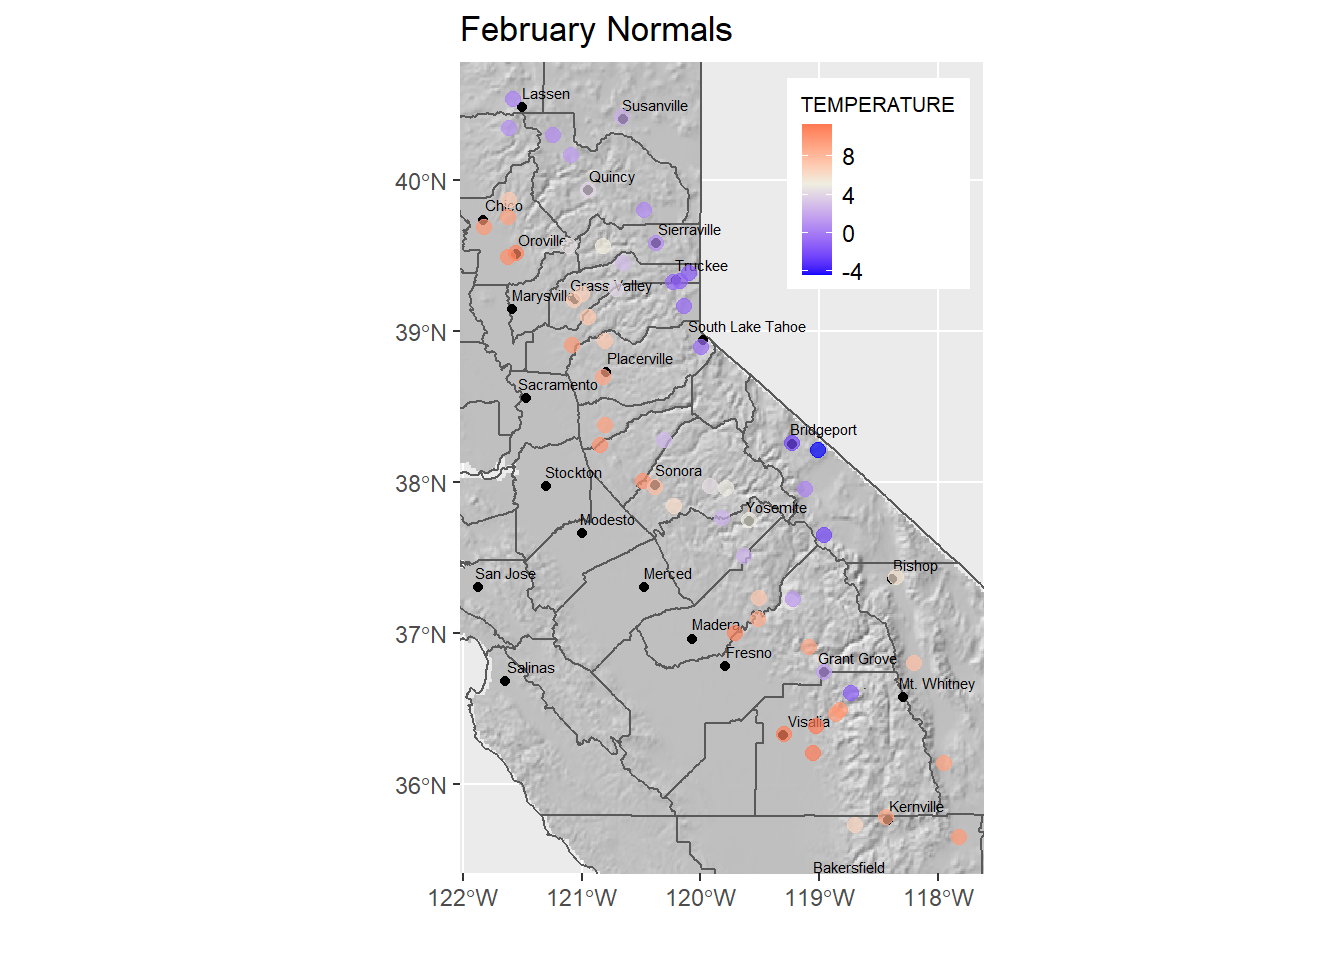 February Normals
Lassen
Susanville
TEMPERATURE
8
4
0
-4
40°N
Quincy
Chico
Sierraville
Oroville
Truckee
Grass Valley
Marysville
39°N
South Lake Tahoe
Placerville
Sacramento
Bridgeport
Stockton
Sonora
38°N
Yosemite
Modesto
San Jose
Merced
Bishop
37°N
Madera
Fresno
Grant Grove
Salinas
Mt. Whitney
Visalia
36°N
Kernville
Bakersfield
122°W 121°W 120°W 119°W 118°W